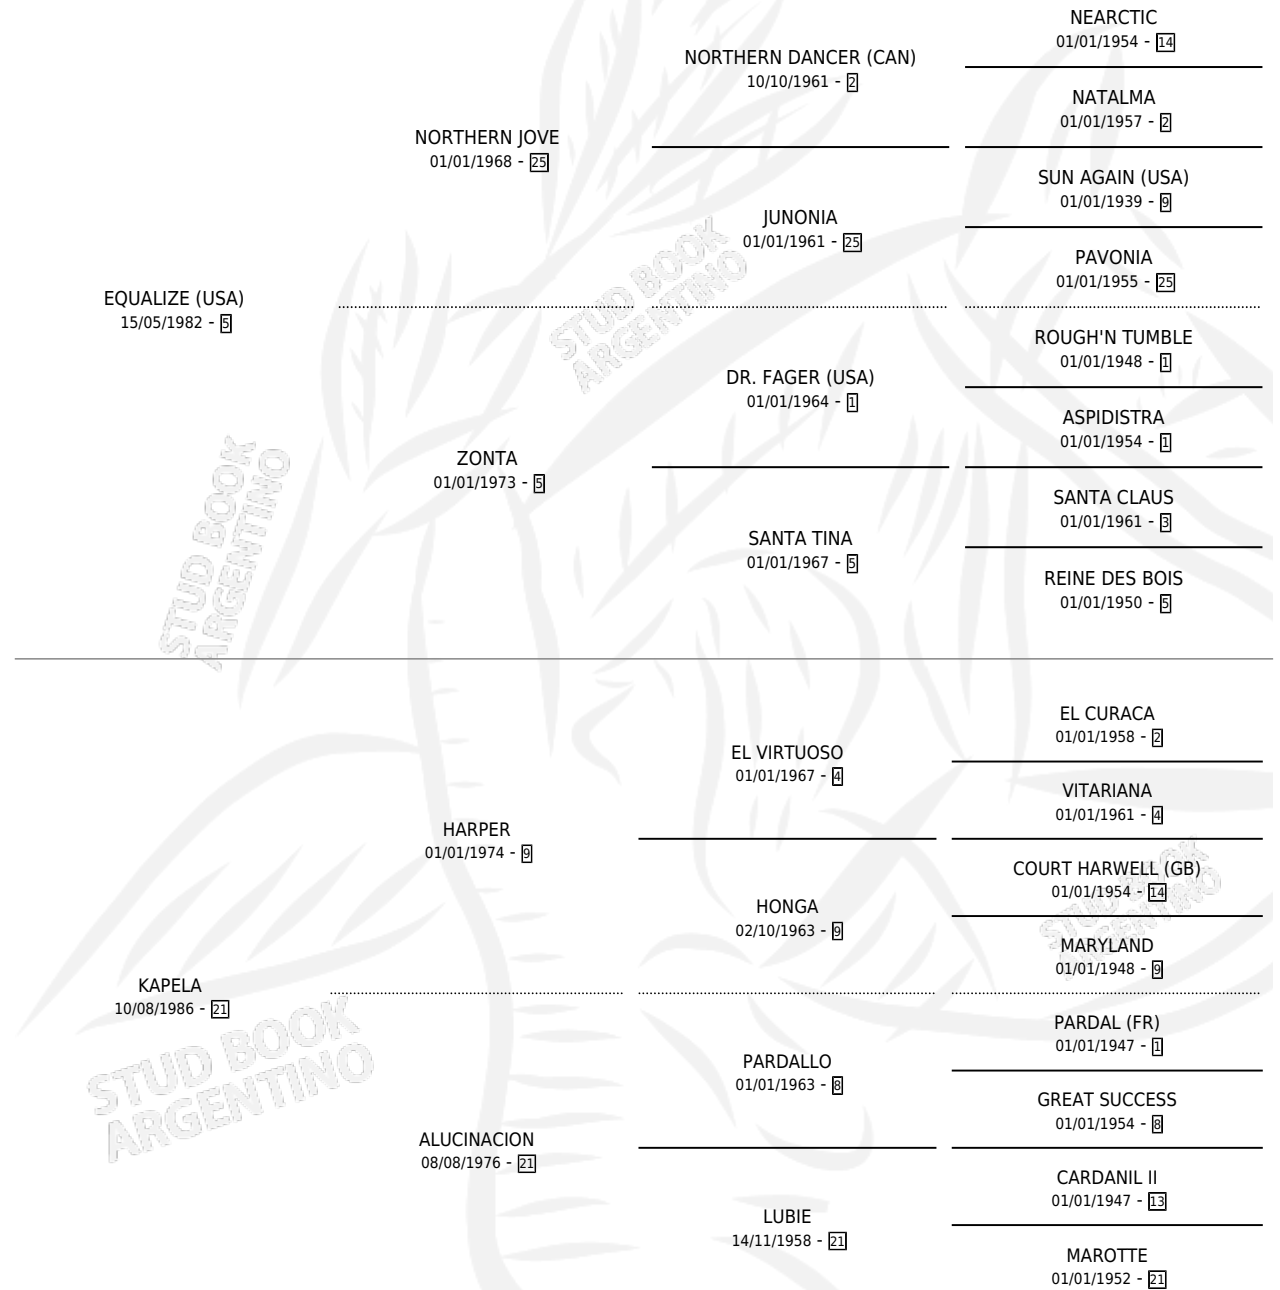 NEARCTIC
01/01/1954 - 14
NORTHERN DANCER (CAN)
10/10/1961 - 2
NATALMA
01/01/1957 - 2
NORTHERN JOVE
01/01/1968 - 25
SUN AGAIN (USA)
01/01/1939 - 9
JUNONIA
01/01/1961 - 25
PAVONIA
01/01/1955 - 25
EQUALIZE (USA)
15/05/1982 - 5
STUD BOOK
ARGENTINO
ROUGH'N TUMBLE
01/01/1948 - 1
DR. FAGER (USA)
01/01/1964 - 1
ASPIDISTRA
01/01/1954 - 1
ZONTA
01/01/1973 - 5
SANTA CLAUS
01/01/1961 - 3
SANTA TINA
01/01/1967 - 5
REINE DES BOIS
01/01/1950 - 5
STUD BOOK
ARGENTINO
EL CURACA
01/01/1958 - 2
EL VIRTUOSO
01/01/1967 - 4
VITARIANA
01/01/1961 - 4
HARPER
01/01/1974 - 9
COURT HARWELL (GB)
01/01/1954 - 14
HONGA
02/10/1963 - 9
STUD BOOK
ARGENTINO
MARYLAND
01/01/1948 - 9
KAPELA
10/08/1986 - 21
STUD BOOK
ARGENTINO
PARDAL (FR)
01/01/1947 - 1
PARDALLO
01/01/1963 - 8
GREAT SUCCESS
01/01/1954 - 8
ALUCINACION
08/08/1976 - 21
CARDANIL II
01/01/1947 - 13
LUBIE
14/11/1958 - 21
MAROTTE
01/01/1952 - 21